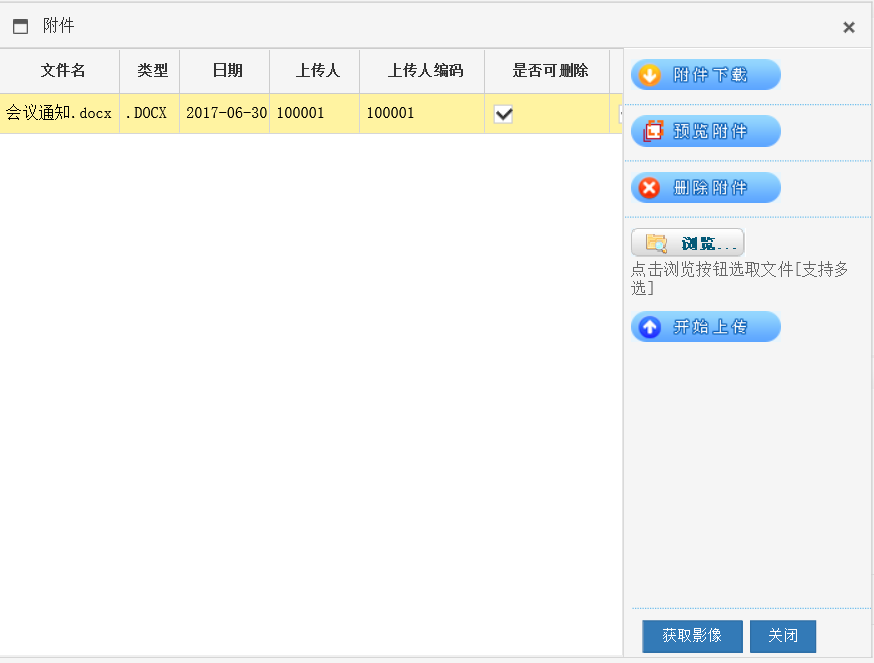 附件
文件名 类型 日期 上传人 上传人编码 是否可删除
会议通知.docx .DOCX 2017-06-30 100001 100001
附件下载
预览附件
删除附件
浏览...
点击浏览按钮选取文件[支持多
选]
开始上传
获取影像 关闭